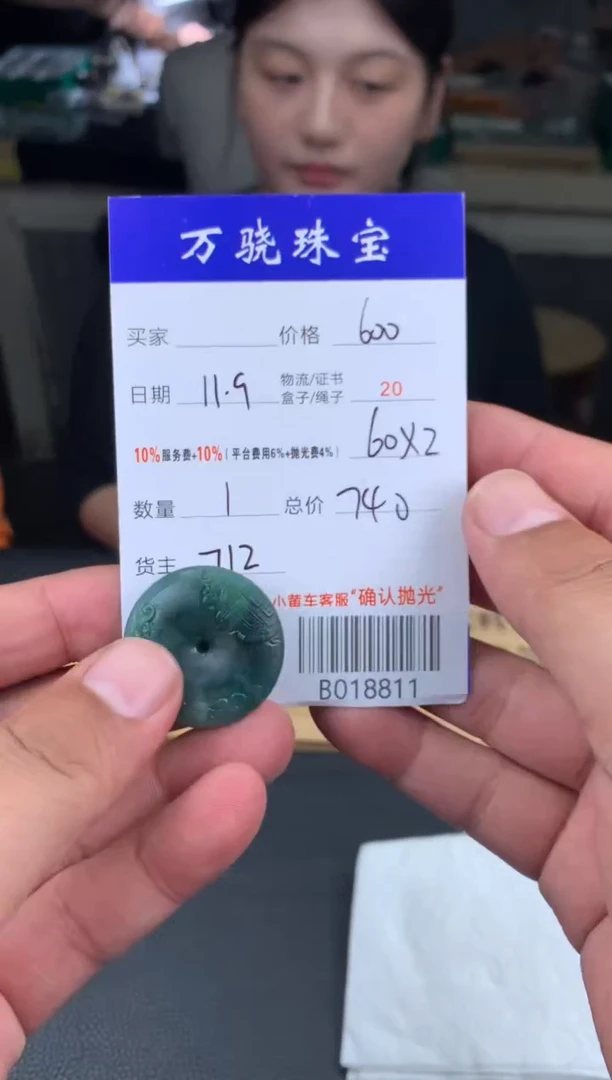 万骁珠宝
买家 价格 600
日期 11.9 物流/证书 盒子/绳子 20
10%服务费+10%(平台费用6%+抛光费4%) 60X2
数量 1 总价 740
货主 712
小黄车客服“确认抛光”
B018811